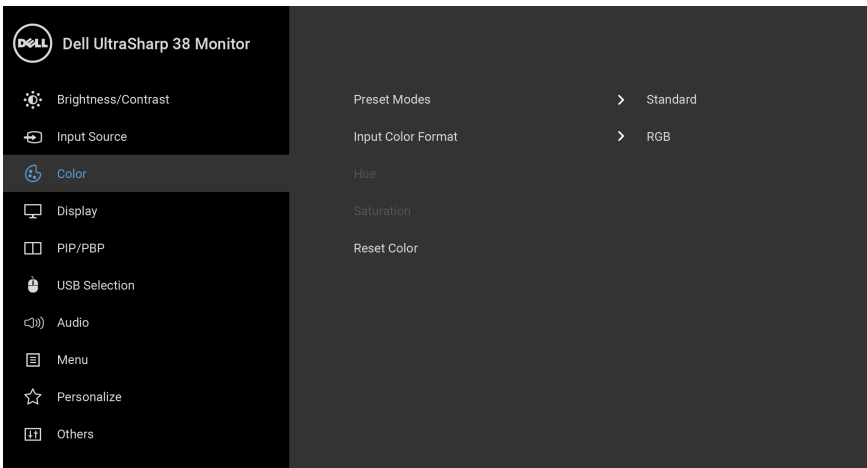 DELL Dell UltraSharp 38 Monitor
Brightness/Contrast
Input Source
Color
Display
PIP/PBP
USB Selection
Audio
Menu
Personalize
Others
Preset Modes > Standard
Input Color Format > RGB
Hue
Saturation
Reset Color